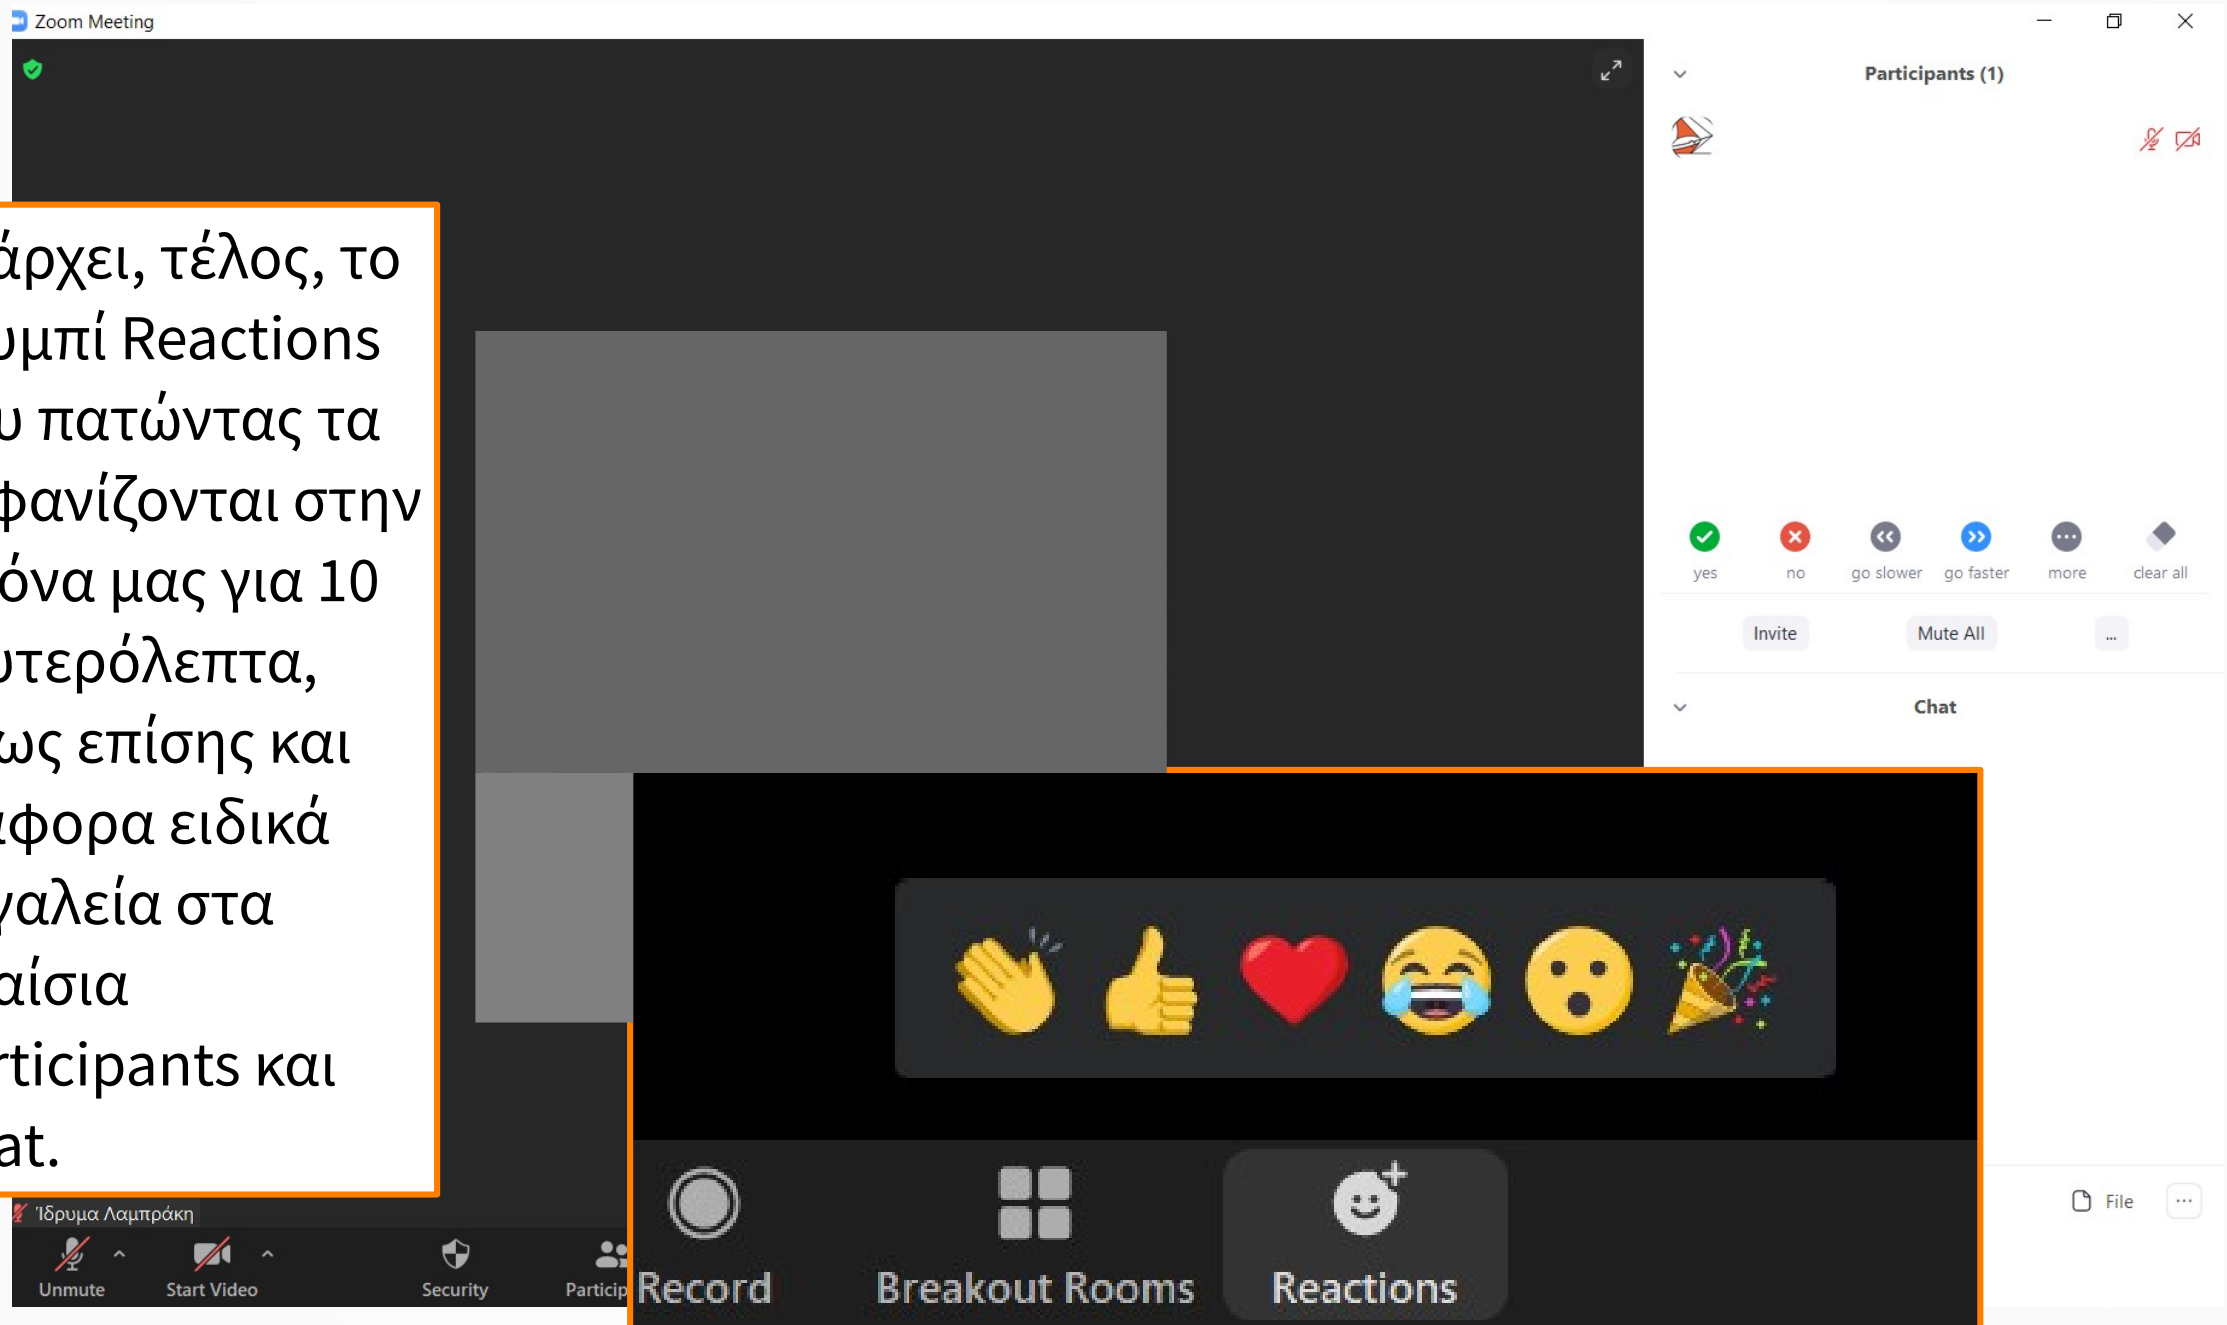 Zoom Meeting
Participants (1)
άρχει, τέλος, το
υμπί Reactions
υ πατώντας τα
φανίζονται στην
όνα μας για 10
υτερόλεπτα,
ως επίσης και
άφορα ειδικά
γαλεία στα
αίσια
rticipants και
at.
yes no go slower go faster more clear all
Invite Mute All ...
Chat
File
Ίδρυμα Λαμπράκη
Unmute Start Video Security Particip
Record Breakout Rooms Reactions